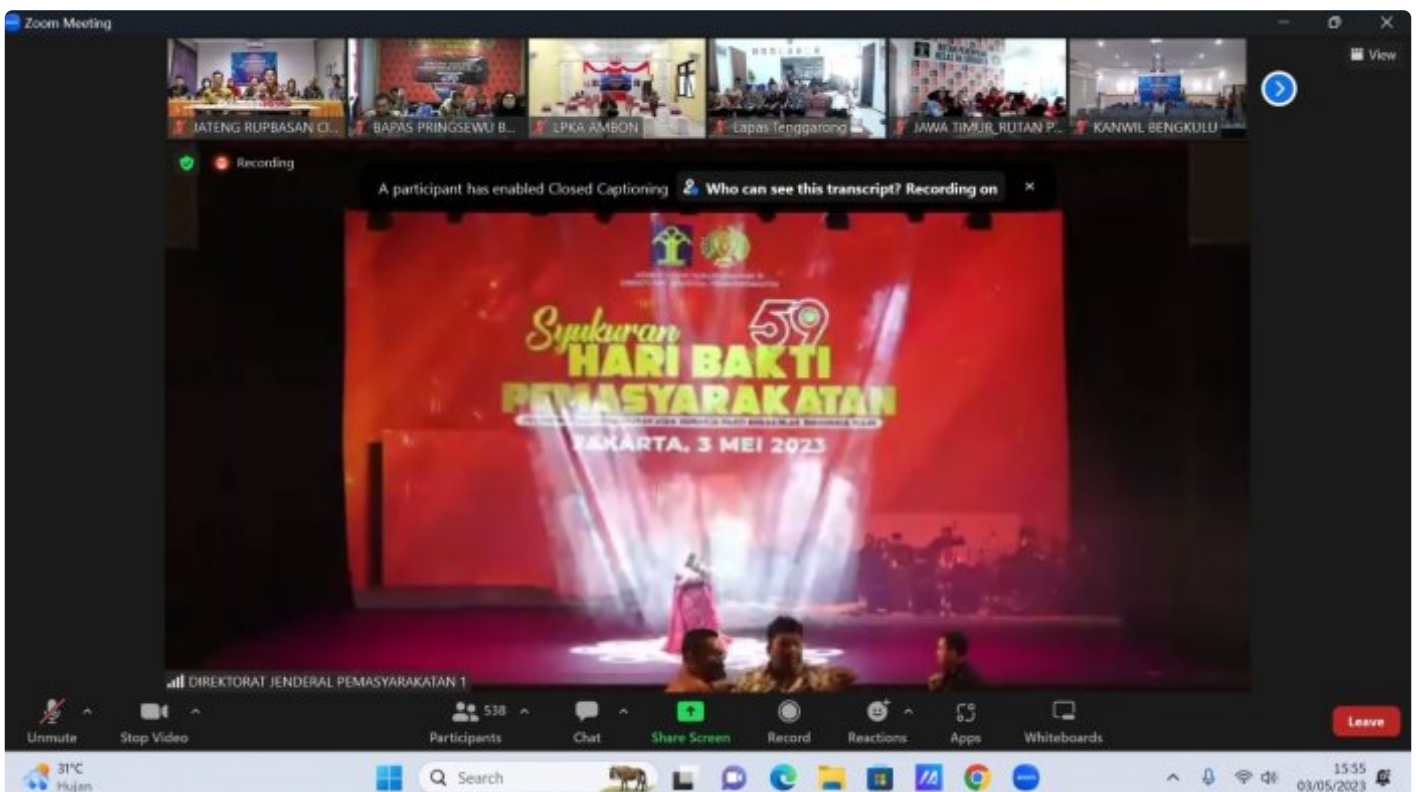 Zoom Meeting
View
JATENG RUPBASAN CI...
BAPAS PRINGSEWU B...
LPKA AMBON
Lapas Tenggarong
JAWA TIMUR_RUTAN P...
KANWIL BENGKULU
Recording
A participant has enabled Closed Captioning
Who can see this transcript? Recording on
DIREKTORAT JENDERAL PEMASYARAKATAN
Syukuran 59
HARI BAKTI
PEMASYARAKATAN
JAKARTA, 3 MEI 2023
DIREKTORAT JENDERAL PEMASYARAKATAN 1
538
Unmute
Stop Video
Participants
Chat
Share Screen
Record
Reactions
Apps
Whiteboards
Leave
31°C
Hujan
Search
15:55
03/05/2023